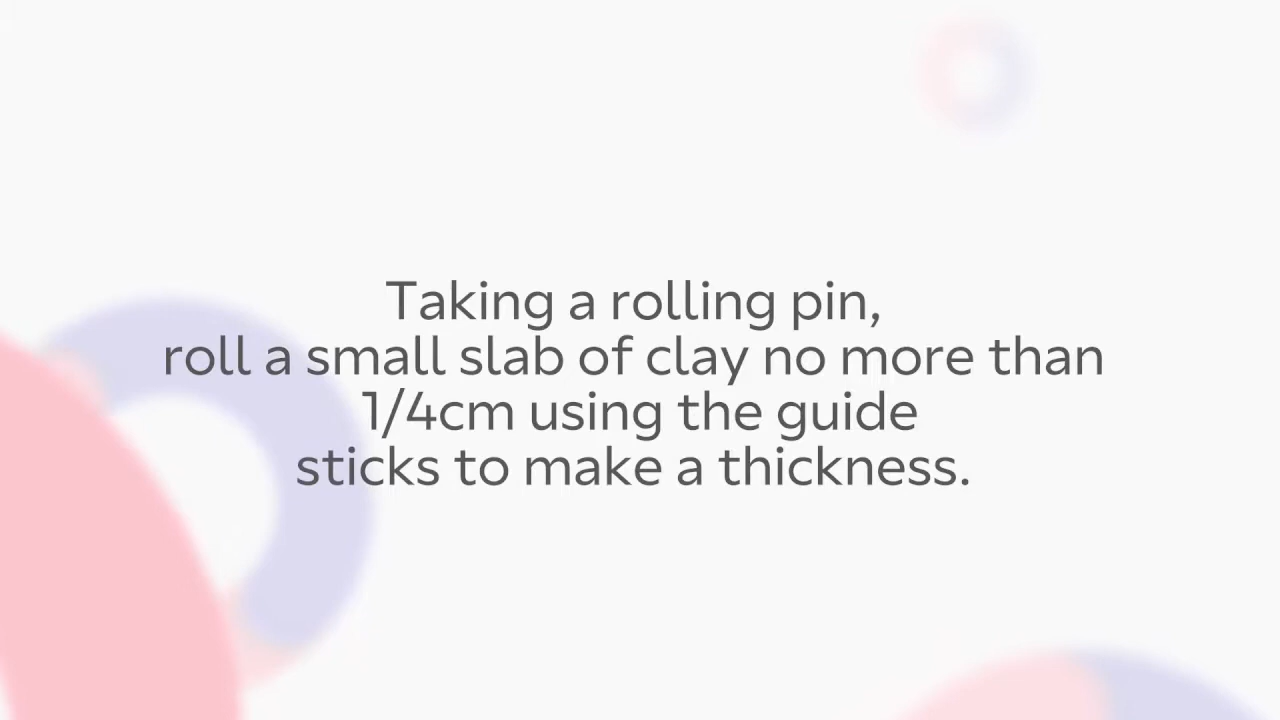 Taking a rolling pin,
roll a small slab of clay no more than
1/4cm using the guide
sticks to make a thickness.